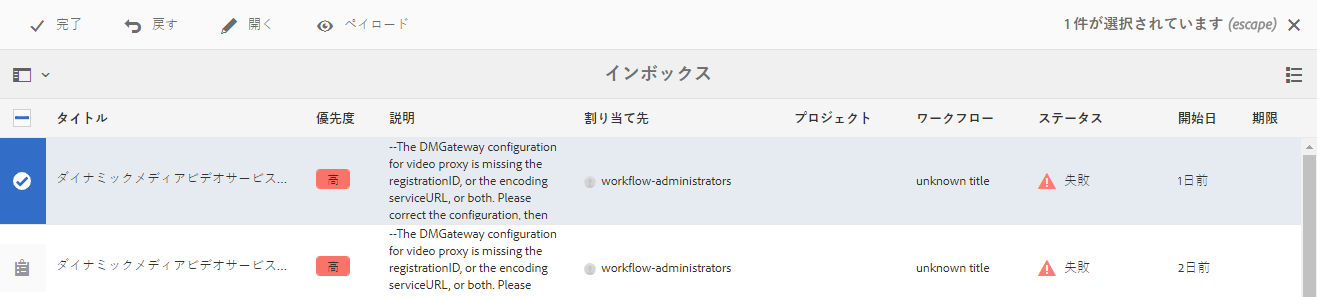 完了 戻す 開く ペイロード 1 件が選択されています (escape)
インボックス
タイトル 優先度 説明 割り当て先 プロジェクト ワークフロー ステータス 開始日 期限
ダイナミックメディアビデオサービス... 高 --The DMGateway configuration
for video proxy is missing the
registrationID, or the encoding
serviceURL, or both. Please
correct the configuration, then
workflow-administrators unknown title 失敗 1日前
ダイナミックメディアビデオサービス... 高 --The DMGateway configuration
for video proxy is missing the
registrationID, or the encoding
serviceURL, or both. Please
workflow-administrators unknown title 失敗 2日前